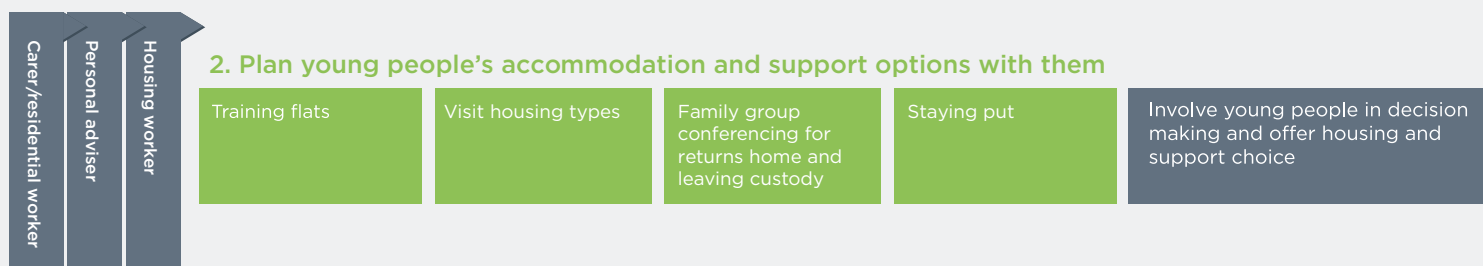 Carer/residential worker
Personal adviser
Housing worker
2. Plan young people's accommodation and support options with them
Training flats
Visit housing types
Family group
conferencing for
returns home and
leaving custody
Staying put
Involve young people in decision
making and offer housing and
support choice